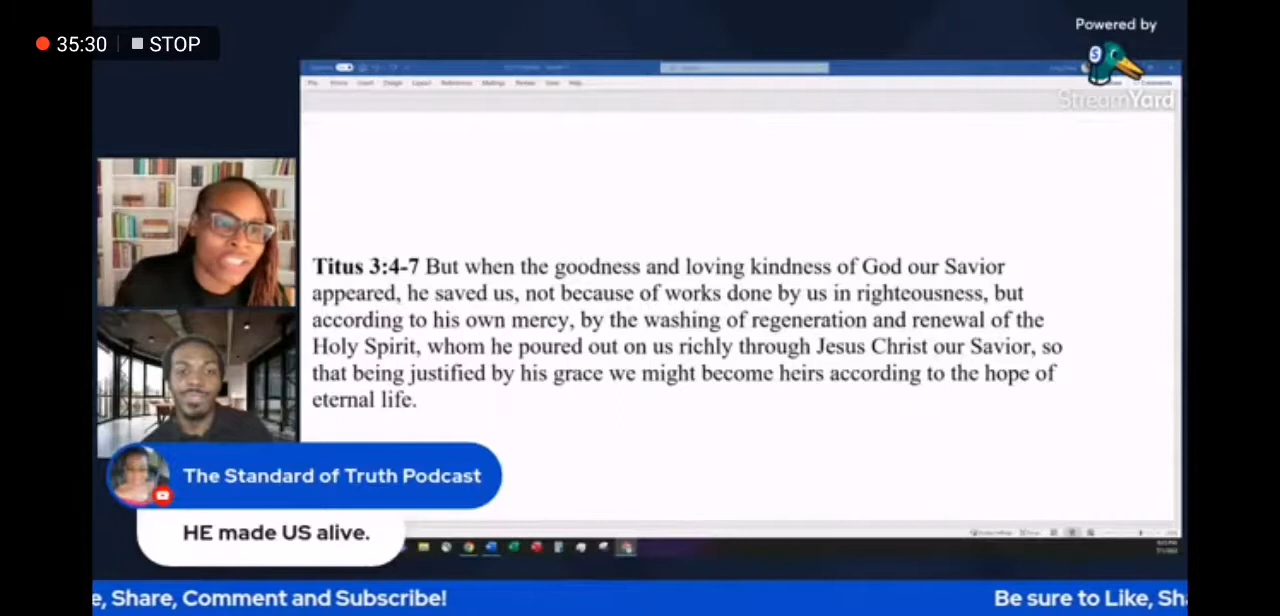 35:30
STOP
Powered by
StreamYard
Titus 3:4-7 But when the goodness and loving kindness of God our Savior
appeared, he saved us, not because of works done by us in righteousness, but
according to his own mercy, by the washing of regeneration and renewal of the
Holy Spirit, whom he poured out on us richly through Jesus Christ our Savior, so
that being justified by his grace we might become heirs according to the hope of
eternal life.
The Standard of Truth Podcast
HE made US alive.
e, Share, Comment and Subscribe!
Be sure to Like, Sh